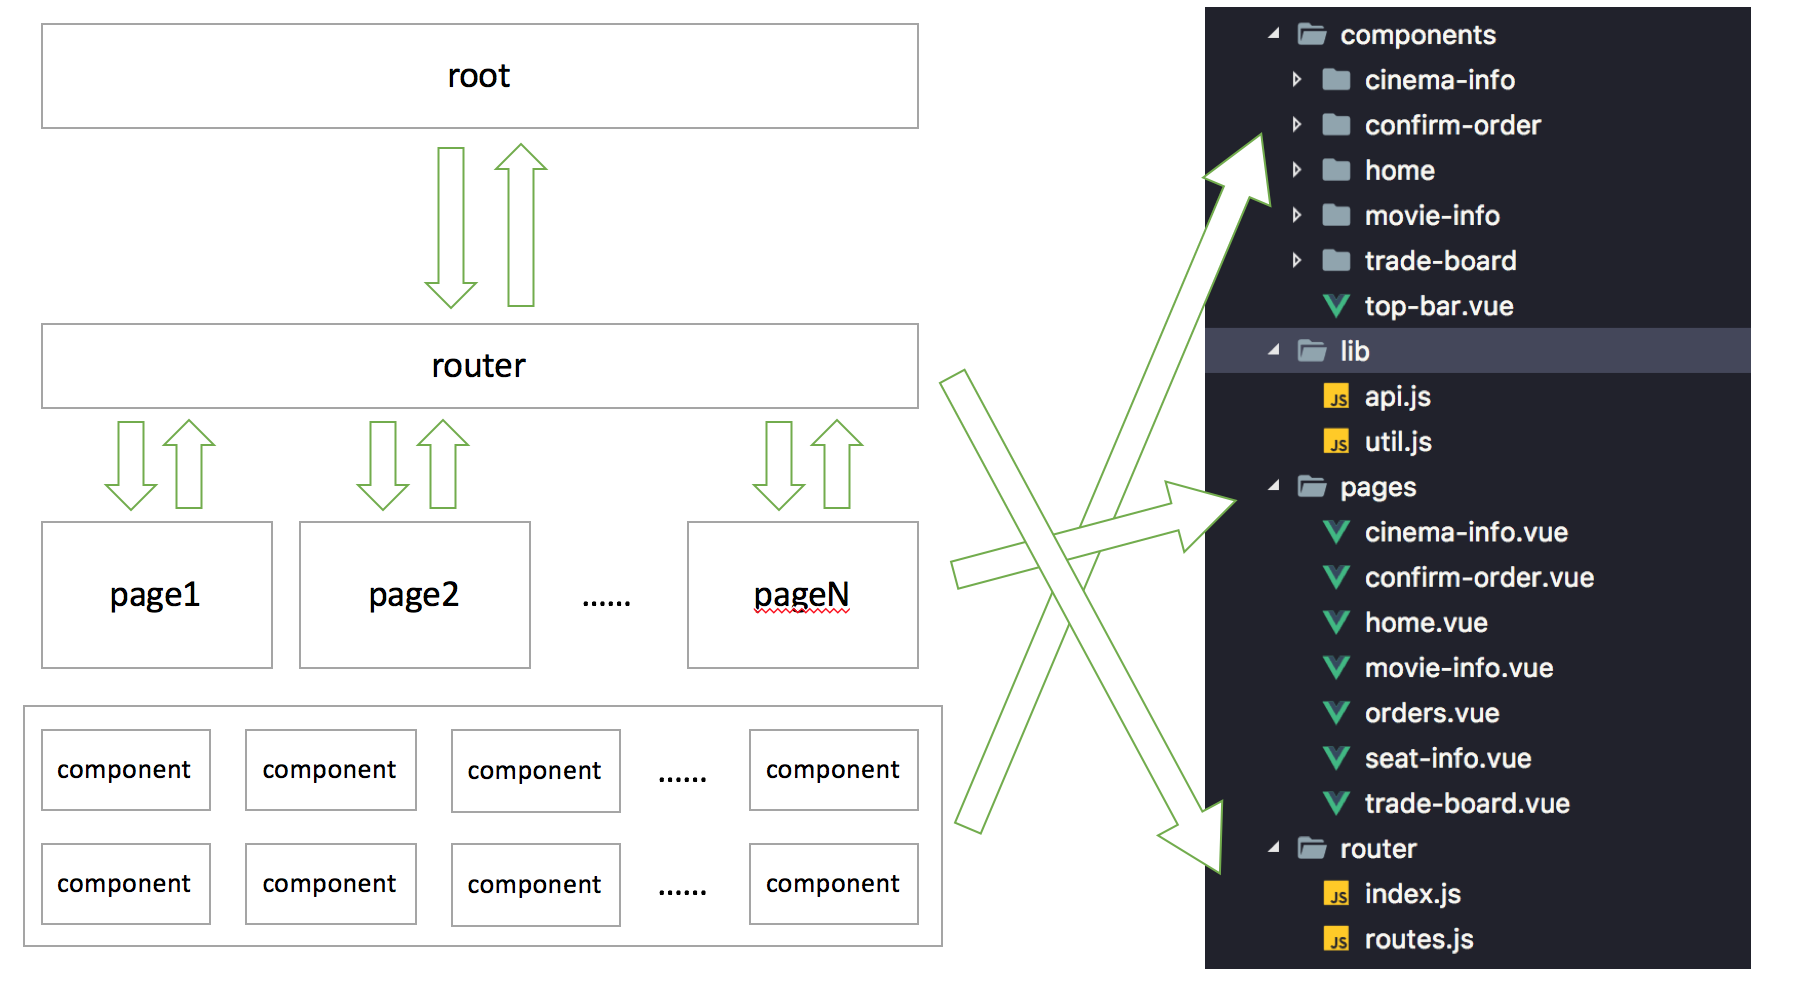 root
router
page1
page2
......
pageN
component
component
component
......
component
component
component
component
......
component
components
cinema-info
confirm-order
home
movie-info
trade-board
top-bar.vue
lib
JS api.js
JS util.js
pages
cinema-info.vue
confirm-order.vue
home.vue
movie-info.vue
orders.vue
seat-info.vue
trade-board.vue
router
JS index.js
JS routes.js